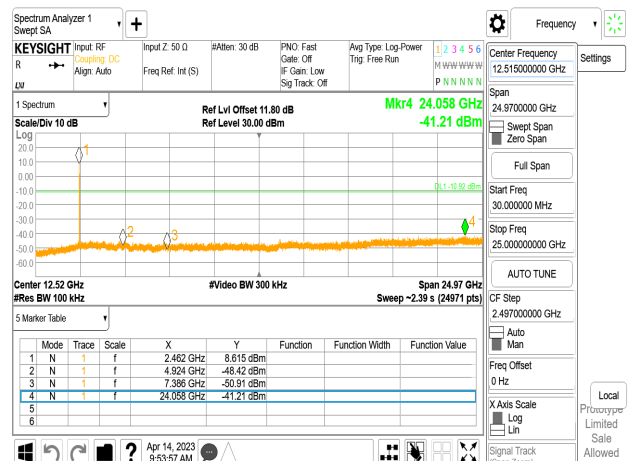 Spectrum Analyzer 1
Swept SA
Frequency
KEYSIGHT
R
LXI
Input: RF
Coupling: DC
Align: Auto
Input Z: 50 Ω
Freq Ref: Int (S)
#Atten: 30 dB
PNO: Fast
Gate: Off
IF Gain: Low
Sig Track: Off
Avg Type: Log-Power
Trig: Free Run
1 2 3 4 5 6
M W W W W W
P N N N N N
1 Spectrum
Scale/Div 10 dB
Ref Lvl Offset 11.80 dB
Ref Level 30.00 dBm
Mkr4 24.058 GHz
-41.21 dBm
Log
20.0
10.0
0.00
-10.0
-20.0
-30.0
-40.0
-50.0
-60.0
1
2
3
4
DL1 -10.92 dBm
Center 12.52 GHz
#Res BW 100 kHz
#Video BW 300 kHz
Span 24.97 GHz
Sweep ~2.39 s (24971 pts)
5 Marker Table
Mode Trace Scale X Y Function Function Width Function Value
1 N 1 f 2.462 GHz 8.615 dBm
2 N 1 f 4.924 GHz -48.42 dBm
3 N 1 f 7.386 GHz -50.91 dBm
4 N 1 f 24.058 GHz -41.21 dBm
5
6
?
Apr 14, 2023
9:53:57 AM
Center Frequency
12.515000000 GHz
Settings
Span
24.9700000 GHz
Swept Span
Zero Span
Full Span
Start Freq
30.000000 MHz
Stop Freq
25.000000000 GHz
AUTO TUNE
CF Step
2.497000000 GHz
Auto
Man
Freq Offset
0 Hz
X Axis Scale
Log
Lin
Signal Track
(Span Zoom)
Local
Prototype
Limited
Sale
Allowed